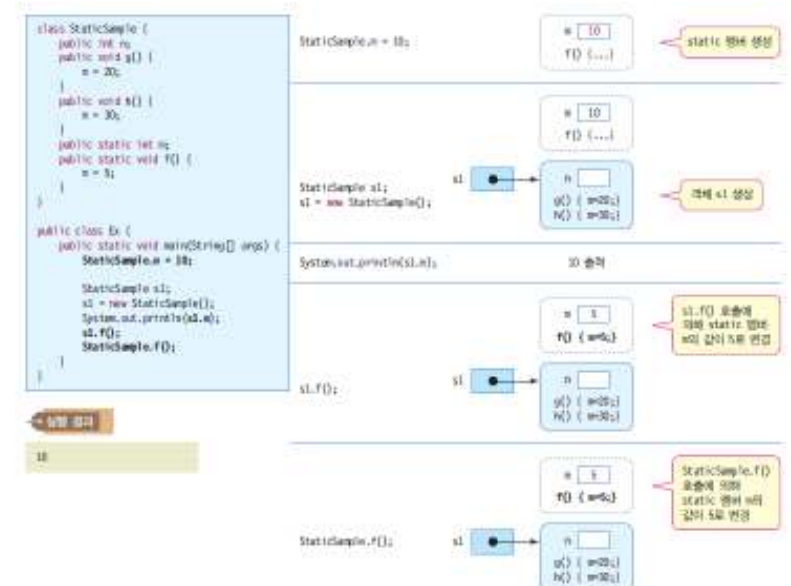 class StaticSample {
public int n;
public void g() {
m = 20;
}
public void h() {
m = 30;
}
public static int m;
public static void f() {
m = 5;
}
}
public class Ex {
public static void main(String[] args) {
StaticSample.m = 10;
StaticSample s1;
s1 = new StaticSample();
System.out.println(s1.m);
s1.f();
StaticSample.f();
}
}
실행 결과
10
StaticSample.m = 10;
m 10
f() {...}
static 멤버 생성
m 10
f() {...}
StaticSample s1;
s1 = new StaticSample();
s1
n
g() { m=20;}
h() { m=30;}
객체 s1 생성
System.out.println(s1.m);
10 출력
s1.f();
m 5
f() { m=5;}
s1
n
g() { m=20;}
h() { m=30;}
s1.f() 호출에
의해 static 멤버
m의 값이 5로 변경
StaticSample.f();
m 5
f() { m=5;}
s1
n
g() { m=20;}
h() { m=30;}
StaticSample.f()
호출에 의해
static 멤버 m의
값이 5로 변경